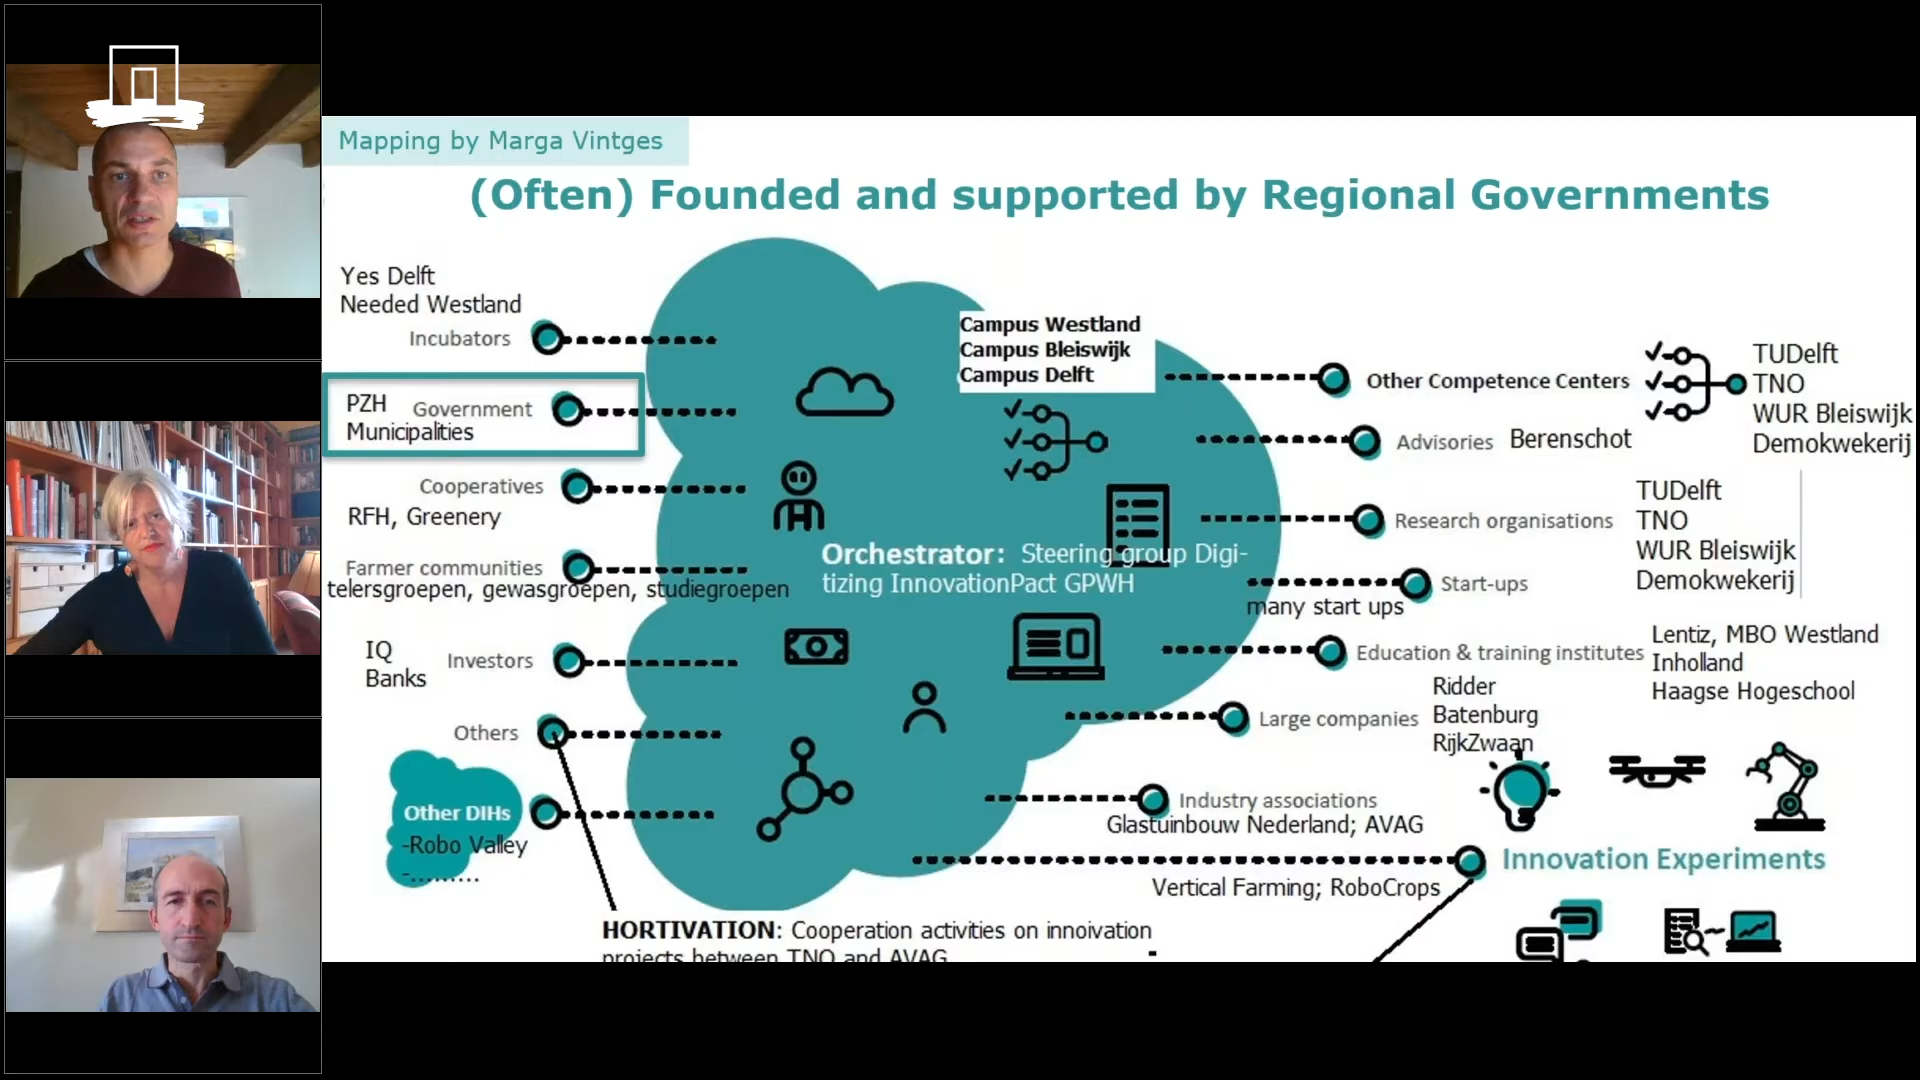 Mapping by Marga Vintges
(Often) Founded and supported by Regional Governments
Yes Delft
Needed Westland
Incubators
PZH Government
Municipalities
Cooperatives
RFH, Greenery
Farmer communities
telersgroepen, gewasgroepen, studiegroepen
IQ
Banks
Investors
Others
Other DIHs
-Robo Valley
-.........
Campus Westland
Campus Bleiswijk
Campus Delft
Orchestrator: Steering group Digi-
tizing InnovationPact GPWH
Other Competence Centers
TUDelft
TNO
WUR Bleiswijk
Demokwekerij
Advisories Berenschot
Research organisations
TUDelft
TNO
WUR Bleiswijk
Demokwekerij
Start-ups
many start ups
Education & training institutes
Lentiz, MBO Westland
Inholland
Haagse Hogeschool
Large companies
Ridder
Batenburg
RijkZwaan
Industry associations
Glastuinbouw Nederland; AVAG
Innovation Experiments
Vertical Farming; RoboCrops
HORTIVATION: Cooperation activities on innoivation
projects between TNO and AVAG